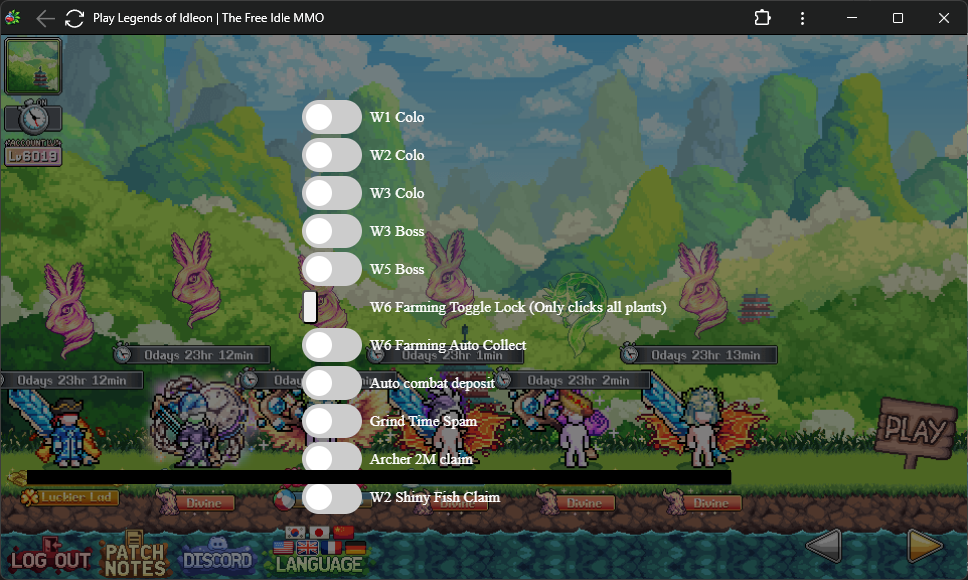 Play Legends of Idleon | The Free Idle MMO
ACCOUNT
Lv6013
W1 Colo
W2 Colo
W3 Colo
W3 Boss
W5 Boss
W6 Farming Toggle Lock (Only clicks all plants)
W6 Farming Auto Collect
Auto combat deposit
Grind Time Spam
Archer 2M claim
W2 Shiny Fish Claim
0days 23hr 12min
0days 23hr 1min
0days 23hr 13min
0days 23hr 12min
0days 23hr 2min
PLAY
Luckier Lad
Divine
Divine
Divine
Divine
LOG OUT
PATCH NOTES
DISCORD
LANGUAGE